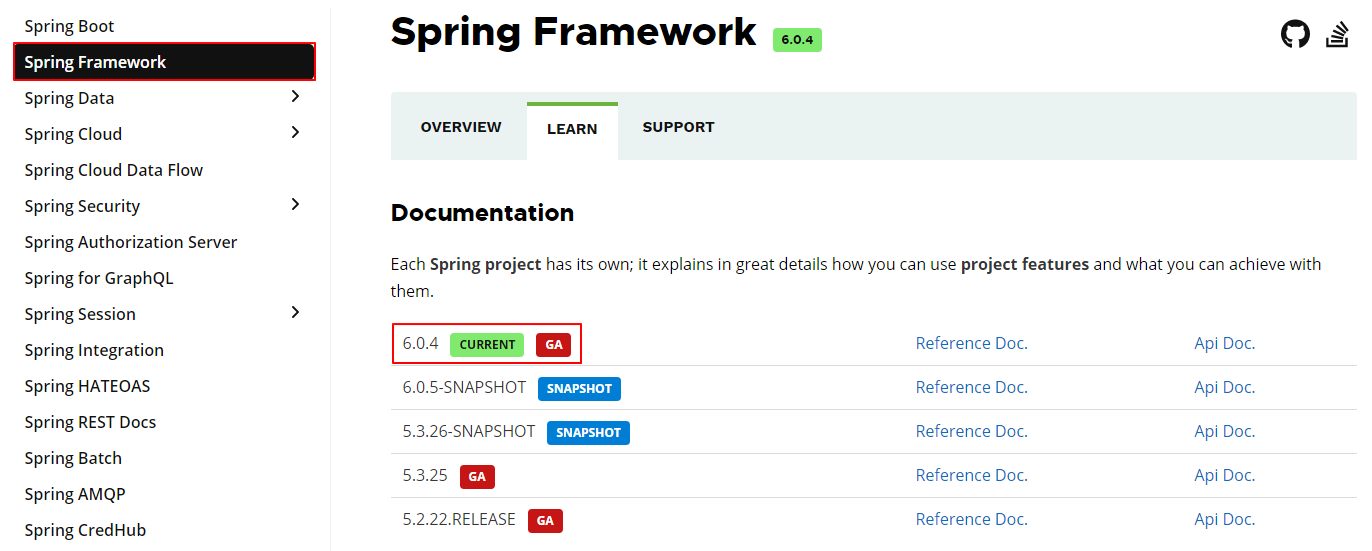 Spring Boot
Spring Framework
Spring Data
Spring Cloud
Spring Cloud Data Flow
Spring Security
Spring Authorization Server
Spring for GraphQL
Spring Session
Spring Integration
Spring HATEOAS
Spring REST Docs
Spring Batch
Spring AMQP
Spring CredHub
Spring Framework 6.0.4
OVERVIEW LEARN SUPPORT
Documentation
Each Spring project has its own; it explains in great details how you can use project features and what you can achieve with
them.
6.0.4 CURRENT GA Reference Doc. Api Doc.
6.0.5-SNAPSHOT SNAPSHOT Reference Doc. Api Doc.
5.3.26-SNAPSHOT SNAPSHOT Reference Doc. Api Doc.
5.3.25 GA Reference Doc. Api Doc.
5.2.22.RELEASE GA Reference Doc. Api Doc.